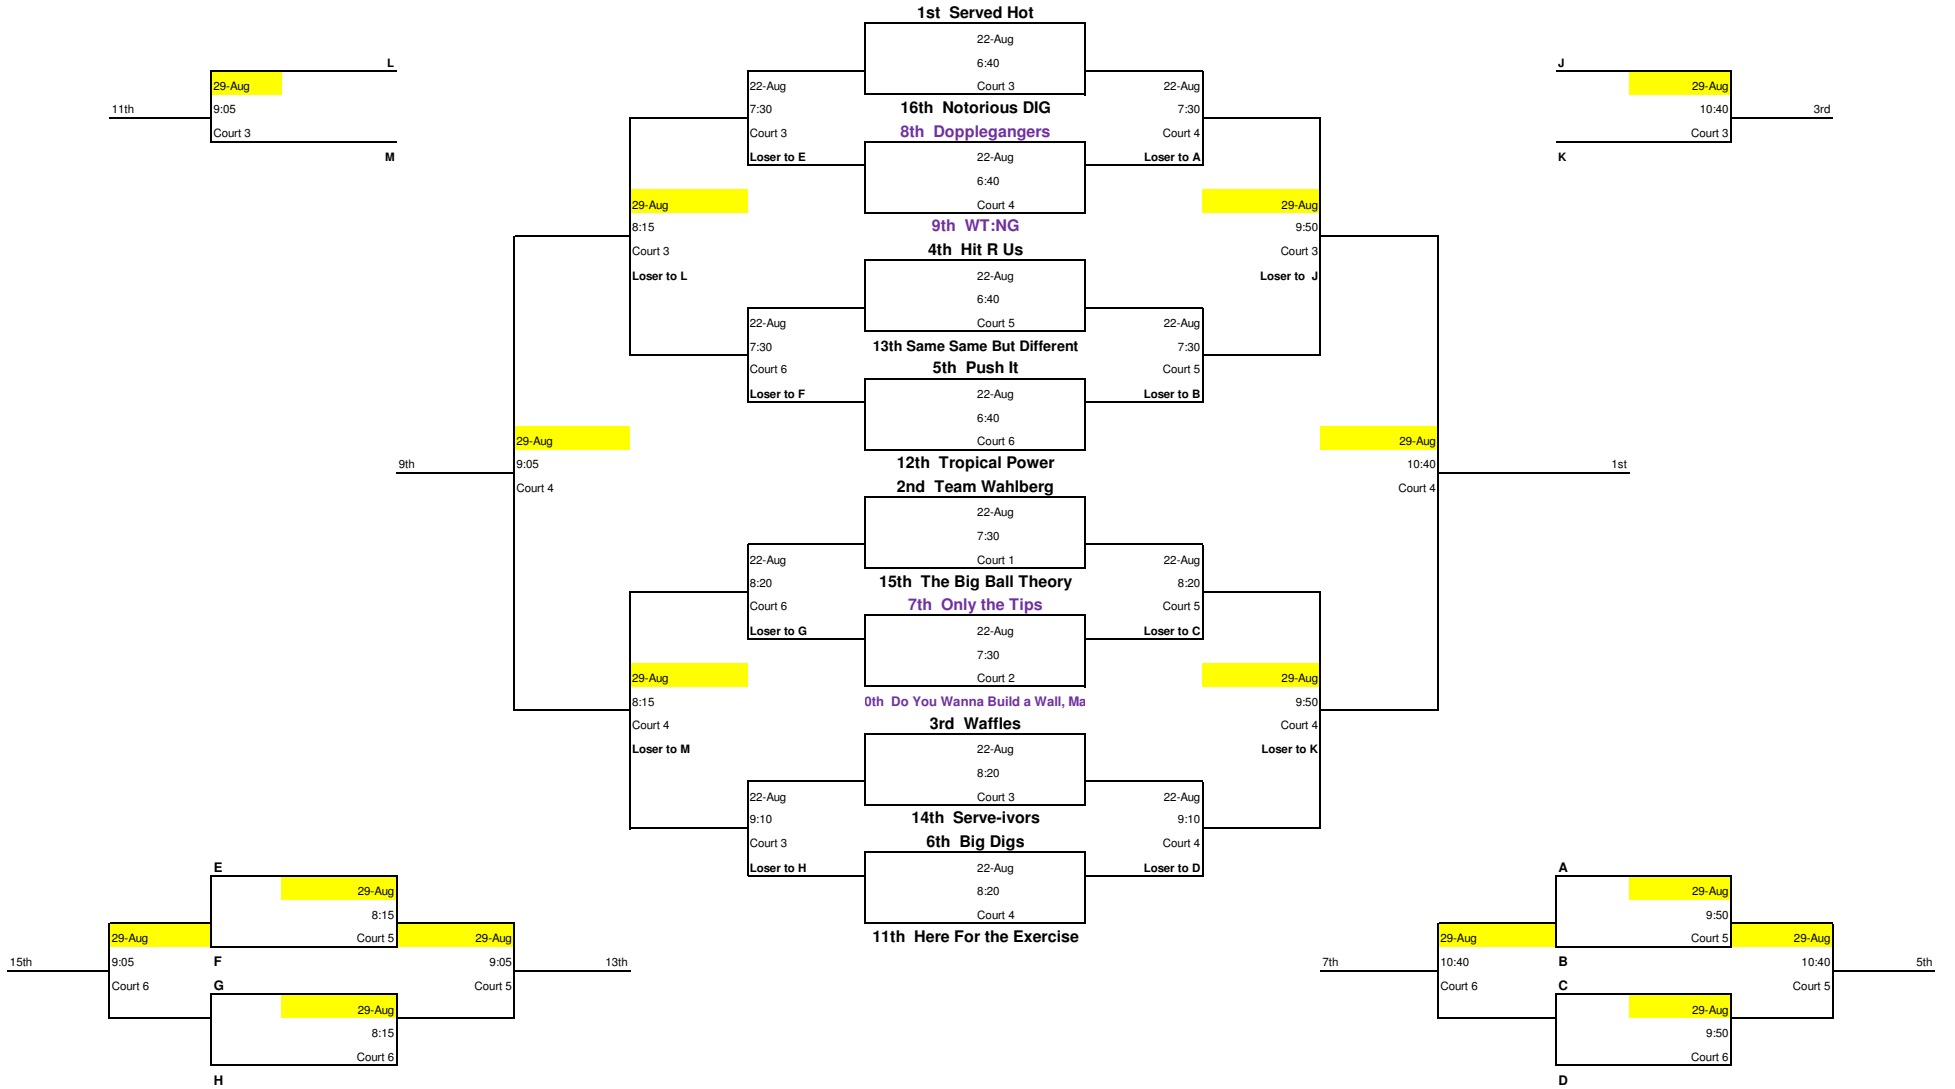 1st  Served Hot
22-Aug
6:40
Court 3
16th  Notorious DIG
8th  Dopplegangers
22-Aug
6:40
Court 4
9th  WT:NG
4th  Hit R Us
22-Aug
6:40
Court 5
13th Same Same But Different
5th  Push It
22-Aug
6:40
Court 6
12th  Tropical Power
2nd  Team Wahlberg
22-Aug
7:30
Court 1
15th  The Big Ball Theory
7th  Only the Tips
22-Aug
7:30
Court 2
0th  Do You Wanna Build a Wall, Ma
3rd  Waffles
22-Aug
8:20
Court 3
14th  Serve-ivors
6th  Big Digs
22-Aug
8:20
Court 4
11th  Here For the Exercise
L
29-Aug
11th
9:05
Court 3
M
22-Aug
7:30
Court 3
Loser to E
29-Aug
8:15
Court 3
Loser to L
22-Aug
7:30
Court 6
Loser to F
29-Aug
9th
9:05
Court 4
22-Aug
8:20
Court 6
Loser to G
29-Aug
8:15
Court 4
Loser to M
22-Aug
9:10
Court 3
Loser to H
E
29-Aug
8:15
Court 5
F
29-Aug
15th
9:05
Court 6
29-Aug
9:05
13th
Court 5
G
29-Aug
8:15
Court 6
H
22-Aug
7:30
Court 4
Loser to A
J
29-Aug
10:40
3rd
Court 3
K
29-Aug
9:50
Court 3
Loser to  J
22-Aug
7:30
Court 5
Loser to B
29-Aug
10:40
1st
Court 4
22-Aug
8:20
Court 5
Loser to C
29-Aug
9:50
Court 4
Loser to K
22-Aug
9:10
Court 4
Loser to D
A
29-Aug
9:50
Court 5
B
29-Aug
7th
10:40
Court 6
29-Aug
10:40
5th
Court 5
C
29-Aug
9:50
Court 6
D